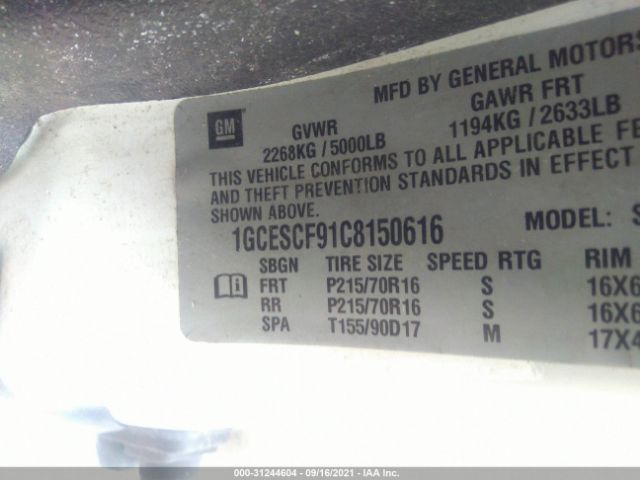 MFD BY GENERAL MOTORS
GM
GVWR
GAWR FRT
2268KG / 5000LB
1194KG / 2633LB
THIS VEHICLE CONFORMS TO ALL APPLICABLE FE
AND THEFT PREVENTION STANDARDS IN EFFECT
SHOWN ABOVE.
1GCESCF91C8150616
MODEL: S
SBGN TIRE SIZE SPEED RTG RIM
FRT P215/70R16 S 16X6
RR P215/70R16 S 16X6
SPA T155/90D17 M 17X4
000-31244604 / 09/16/2021 - IAA Inc.